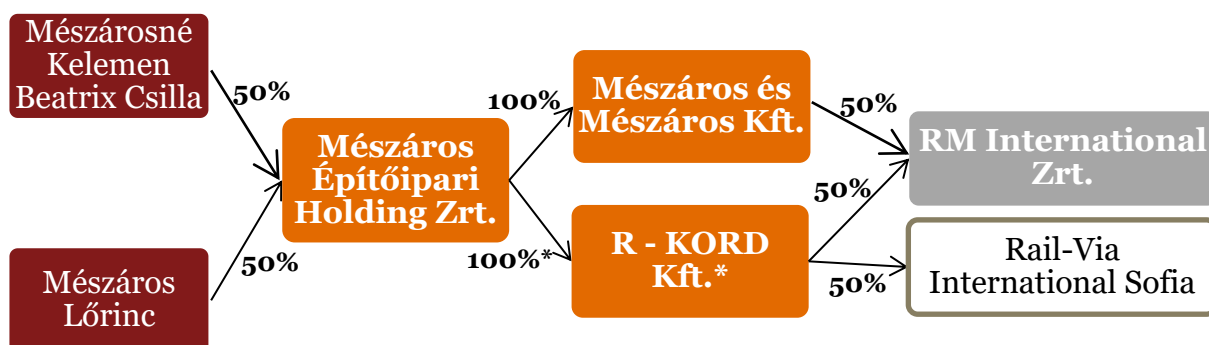 Mészárosné
Kelemen
Beatrix Csilla
50%
Mészáros
Lőrinc
50%
Mészáros
Építőipari
Holding Zrt.
100%
Mészáros és
Mészáros Kft.
100%*
R - KORD
Kft.*
50%
50%
50%
RM International
Zrt.
Rail-Via
International Sofia